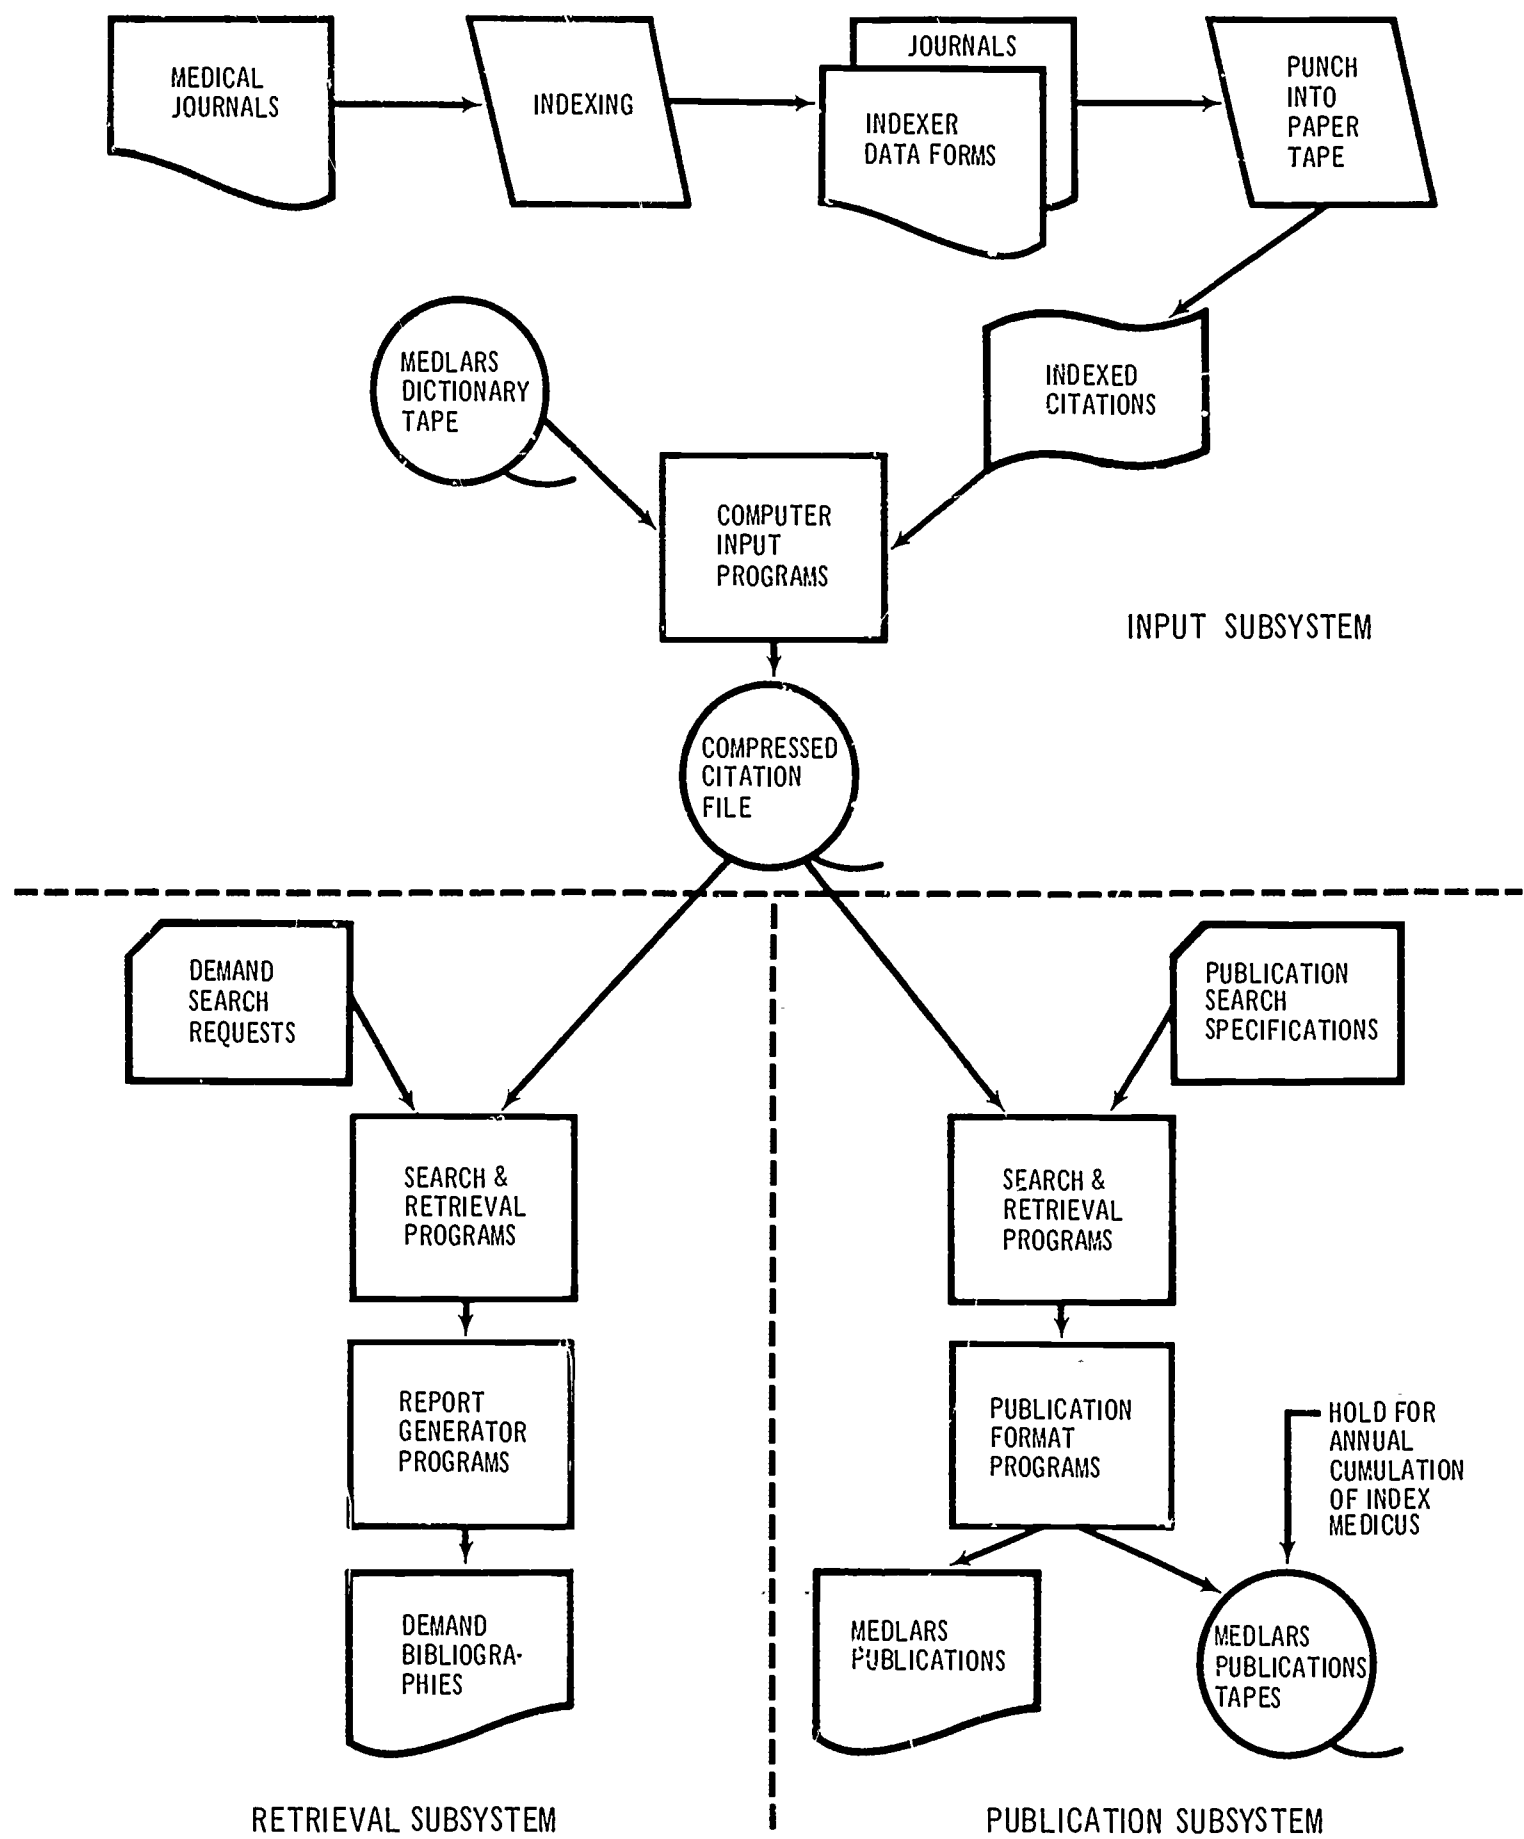 MEDICAL
JOURNALS
INDEXING
JOURNALS
INDEXER
DATA FORMS
PUNCH
INTO
PAPER
TAPE
MEDLARS
DICTIONARY
TAPE
INDEXED
CITATIONS
COMPUTER
INPUT
PROGRAMS
INPUT SUBSYSTEM
COMPRESSED
CITATION
FILE
DEMAND
SEARCH
REQUESTS
PUBLICATION
SEARCH
SPECIFICATIONS
SEARCH &
RETRIEVAL
PROGRAMS
SEARCH &
RETRIEVAL
PROGRAMS
REPORT
GENERATOR
PROGRAMS
PUBLICATION
FORMAT
PROGRAMS
HOLD FOR
ANNUAL
CUMULATION
OF INDEX
MEDICUS
DEMAND
BIBLIOGRA-
PHIES
MEDLARS
PUBLICATIONS
MEDLARS
PUBLICATIONS
TAPES
RETRIEVAL SUBSYSTEM
PUBLICATION SUBSYSTEM